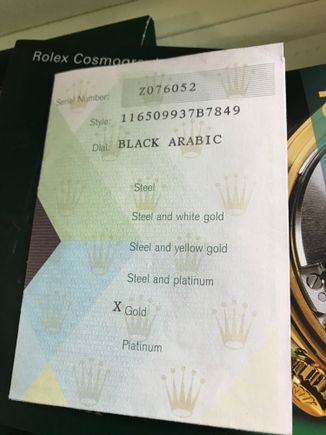 Rolex Cosmogra
Serial Number: Z076052
Style: 116509937B7849
Dial: BLACK ARABIC
Steel
Steel and white gold
Steel and yellow gold
Steel and platinum
X Gold
Platinum